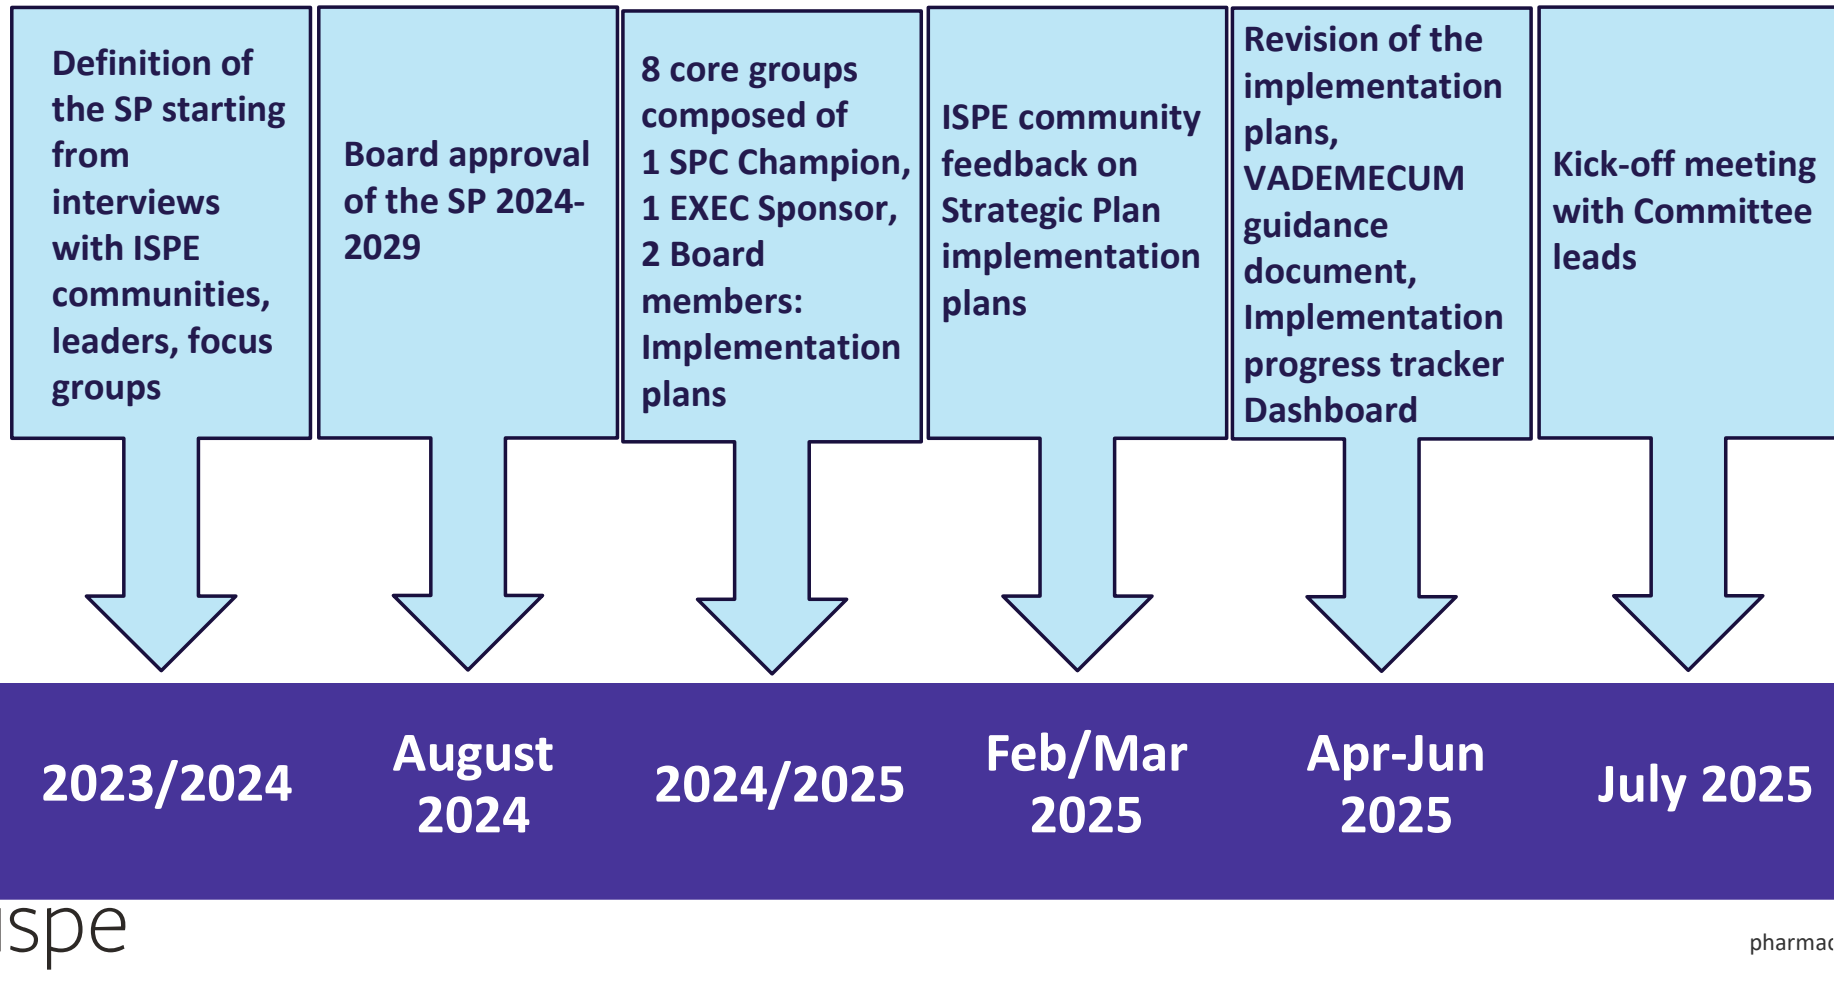 Definition of
the SP starting
from
interviews
with ISPE
communities,
leaders, focus
groups
Board approval
of the SP 2024-
2029
8 core groups
composed of
1 SPC Champion,
1 EXEC Sponsor,
2 Board
members:
Implementation
plans
ISPE community
feedback on
Strategic Plan
implementation
plans
Revision of the
implementation
plans,
VADEMECUM
guidance
document,
Implementation
progress tracker
Dashboard
Kick-off meeting
with Committee
leads
2023/2024
August
2024
2024/2025
Feb/Mar
2025
Apr-Jun
2025
July 2025
ispe